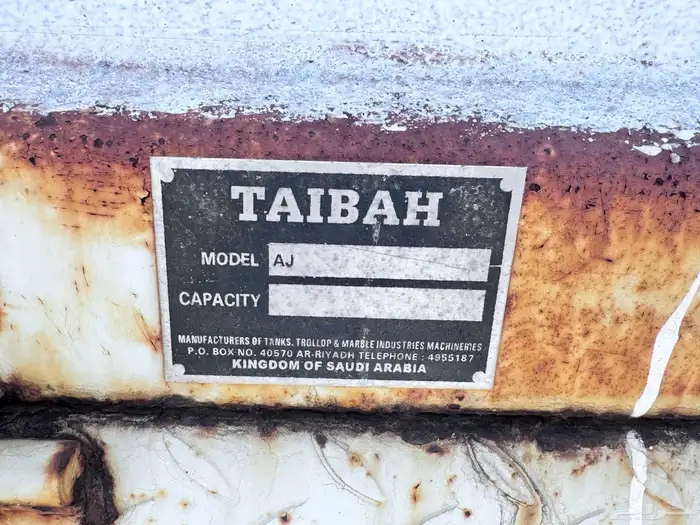 TAIBAH
MODEL AJ
CAPACITY
MANUFACTURERS OF TANKS, TROLLOP & MARBLE INDUSTRIES MACHINERIES
P.O. BOX NO. 40570 AR-RIYADH TELEPHONE : 4955187
KINGDOM OF SAUDI ARABIA